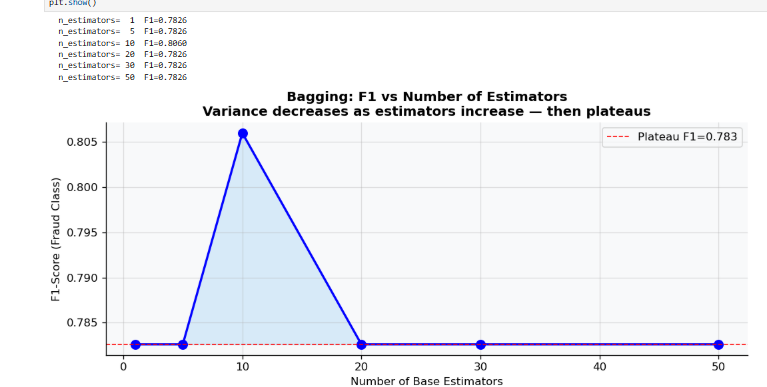 plt.show()
n_estimators=  1  F1=0.7826
n_estimators=  5  F1=0.7826
n_estimators= 10  F1=0.8060
n_estimators= 20  F1=0.7826
n_estimators= 30  F1=0.7826
n_estimators= 50  F1=0.7826
Bagging: F1 vs Number of Estimators
Variance decreases as estimators increase — then plateaus
Plateau F1=0.783
F1-Score (Fraud Class)
0.805
0.800
0.795
0.790
0.785
0 10 20 30 40 50
Number of Base Estimators